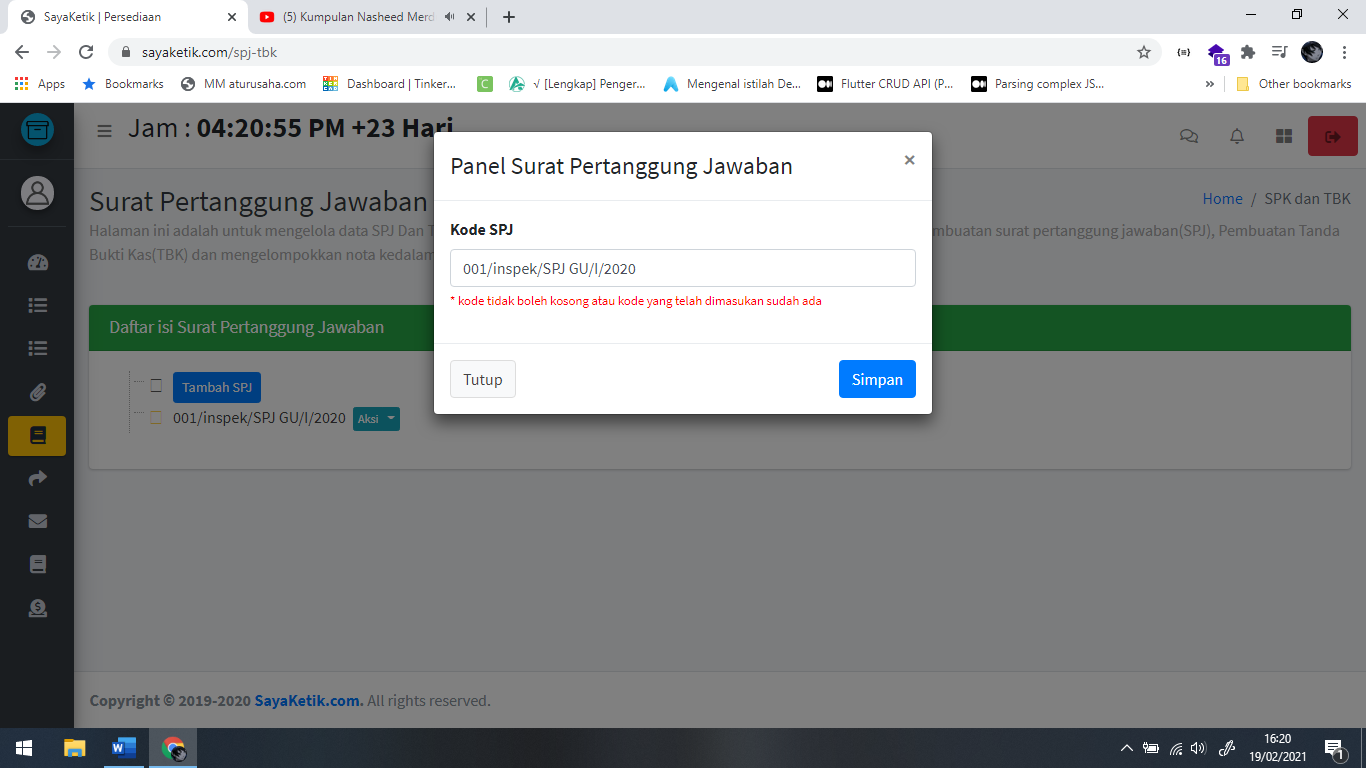 SayaKetik | Persediaan
(5) Kumpulan Nasheed Merd
sayaketik.com/spj-tbk
16
Apps
Bookmarks
MM aturusaha.com
Dashboard | Tinker...
C
√ [Lengkap] Penger...
Mengenal istilah De...
Flutter CRUD API (P...
Parsing complex JS...
»
Other bookmarks
Jam : 04:20:55 PM +23 Hari
Panel Surat Pertanggung Jawaban
×
Surat Pertanggung Jawaban
Home / SPK dan TBK
Halaman ini adalah untuk mengelola data SPJ Dan T
mbuatan surat pertanggung jawaban(SPJ), Pembuatan Tanda
Bukti Kas(TBK) dan mengelompokkan nota kedalam
Kode SPJ
001/inspek/SPJ GU/I/2020
* kode tidak boleh kosong atau kode yang telah dimasukan sudah ada
Tutup
Simpan
Daftar isi Surat Pertanggung Jawaban
Tambah SPJ
001/inspek/SPJ GU/I/2020 Aksi
Copyright © 2019-2020 SayaKetik.com. All rights reserved.
16:20
19/02/2021
1